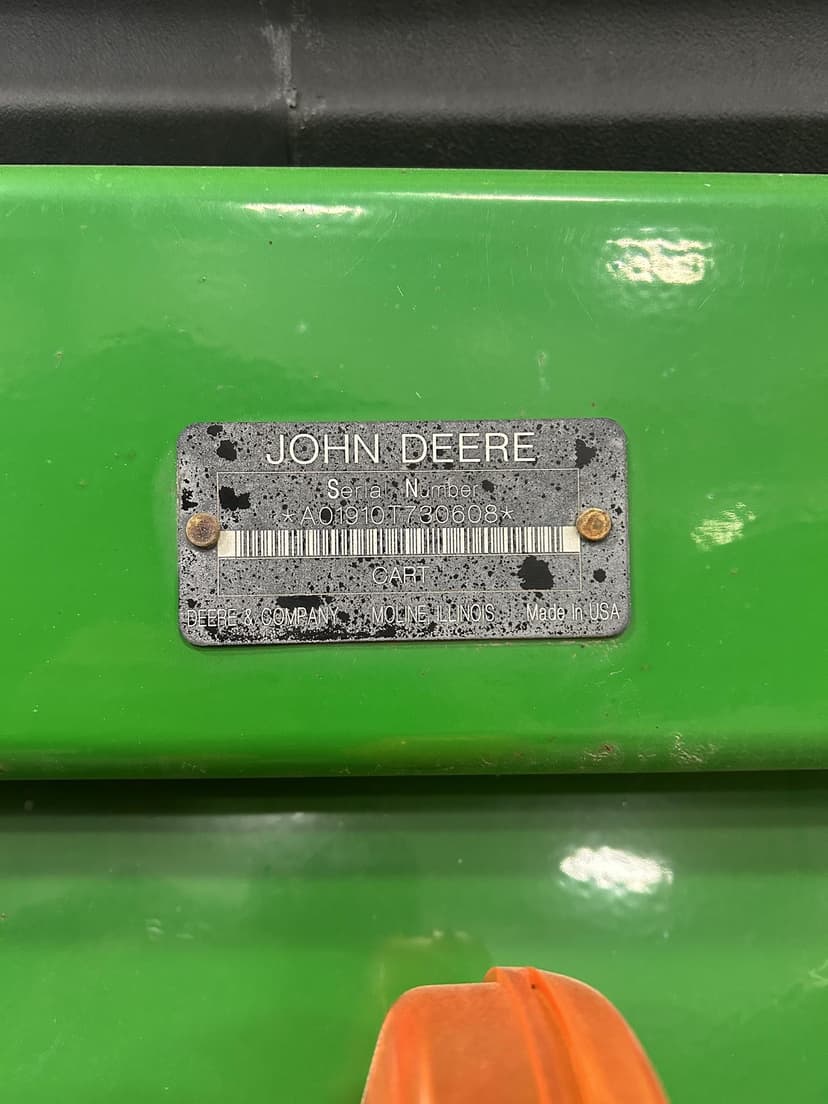 JOHN DEERE
Serial Number
*A01910T730608*
CART
DEERE & COMPANY MOLINE ILLINOIS Made In USA